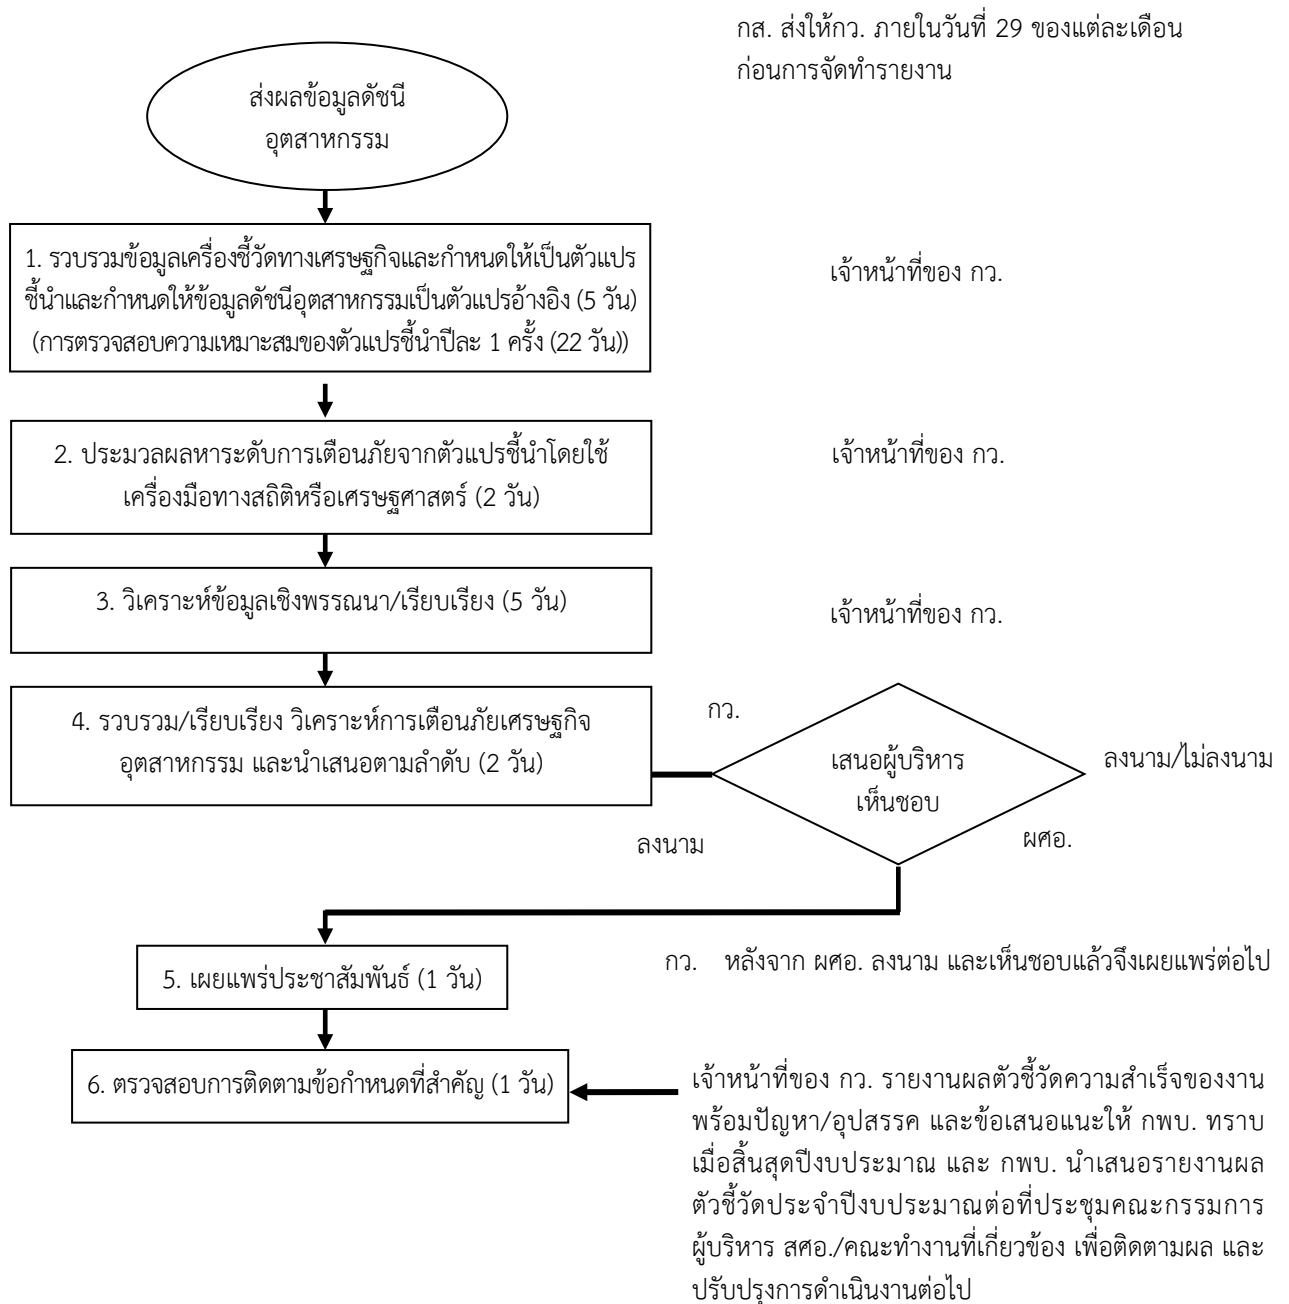 กส. ส่งให้กว. ภายในวันที่ 29 ของแต่ละเดือน
ก่อนการจัดทำรายงาน
ส่งผลข้อมูลดัชนี
อุตสาหกรรม
1. รวบรวมข้อมูลเครื่องชี้วัดทางเศรษฐกิจและกำหนดให้เป็นตัวแปร
ชี้นำและกำหนดให้ข้อมูลดัชนีอุตสาหกรรมเป็นตัวแปรอ้างอิง (5 วัน)
(การตรวจสอบความเหมาะสมของตัวแปรชี้นำปีละ 1 ครั้ง (22 วัน))
เจ้าหน้าที่ของ กว.
2. ประมวลผลหาระดับการเตือนภัยจากตัวแปรชี้นำโดยใช้
เครื่องมือทางสถิติหรือเศรษฐศาสตร์ (2 วัน)
เจ้าหน้าที่ของ กว.
3. วิเคราะห์ข้อมูลเชิงพรรณนา/เรียบเรียง (5 วัน)
เจ้าหน้าที่ของ กว.
4. รวบรวม/เรียบเรียง วิเคราะห์การเตือนภัยเศรษฐกิจ
อุตสาหกรรม และนำเสนอตามลำดับ (2 วัน)
กว.
เสนอผู้บริหาร
เห็นชอบ
ลงนาม/ไม่ลงนาม
ผศอ.
ลงนาม
5. เผยแพร่ประชาสัมพันธ์ (1 วัน)
กว. หลังจาก ผศอ. ลงนาม และเห็นชอบแล้วจึงเผยแพร่ต่อไป
6. ตรวจสอบการติดตามข้อกำหนดที่สำคัญ (1 วัน)
เจ้าหน้าที่ของ กว. รายงานผลตัวชี้วัดความสำเร็จของงาน
พร้อมปัญหา/อุปสรรค และข้อเสนอแนะให้ กพบ. ทราบ
เมื่อสิ้นสุดปีงบประมาณ และ กพบ. นำเสนอรายงานผล
ตัวชี้วัดประจำปีงบประมาณต่อที่ประชุมคณะกรรมการ
ผู้บริหาร สศอ./คณะทำงานที่เกี่ยวข้อง เพื่อติดตามผล และ
ปรับปรุงการดำเนินงานต่อไป